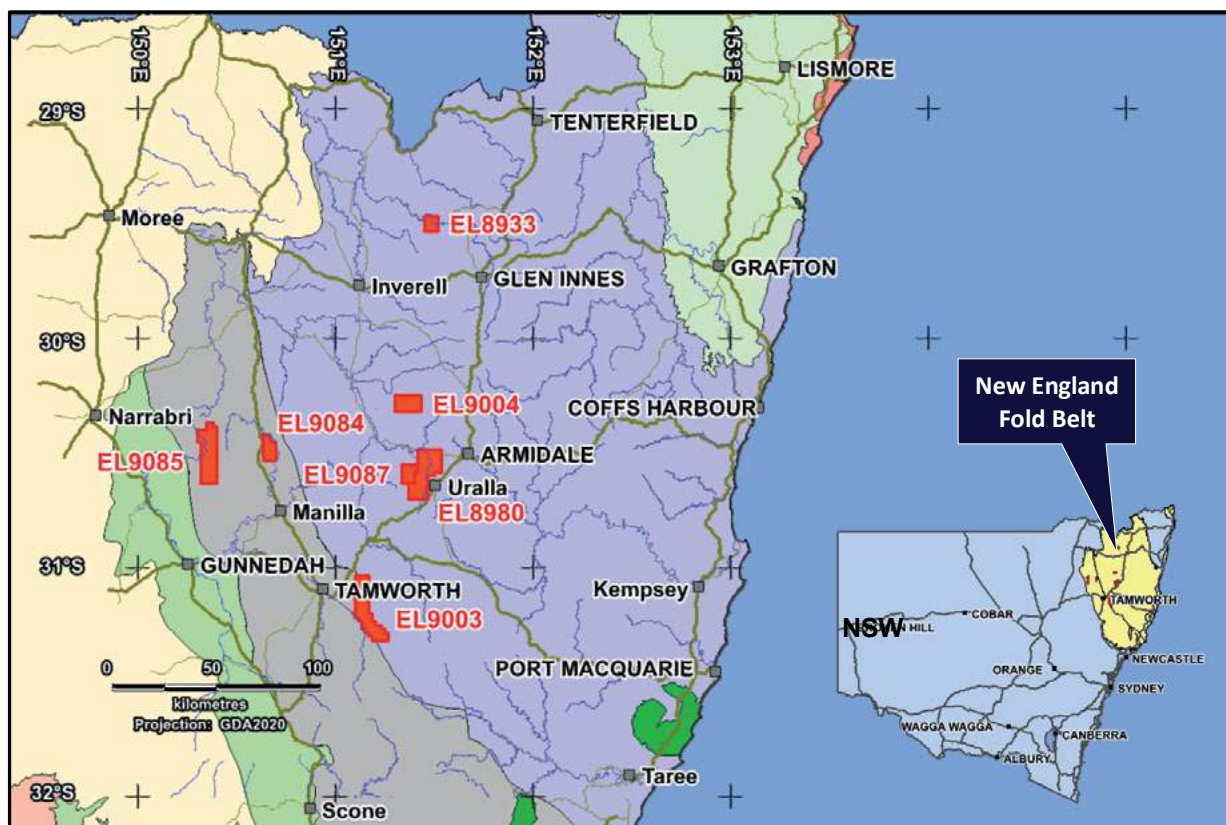 150°E
151°E
152°E
153°E
LISMORE
29°S
TENTERFIELD
Moree
EL8933
GRAFTON
Inverell
GLEN INNES
30°S
New England
Fold Belt
EL9004
COFFS HARBOUR
Narrabri
EL9084
EL9085
ARMIDALE
EL9087
Uralla
EL8980
Manilla
31°S
GUNNEDAH
TAMWORTH
Kempsey
EL9003
0 50 100
kilometres
Projection: GDA2020
PORT MACQUARIE
Taree
32°S
Scone
TAMWORTH
COBAR
NSW
HILL
NEWCASTLE
ORANGE
SYDNEY
WAGGA WAGGA
CANBERRA
ALBURY